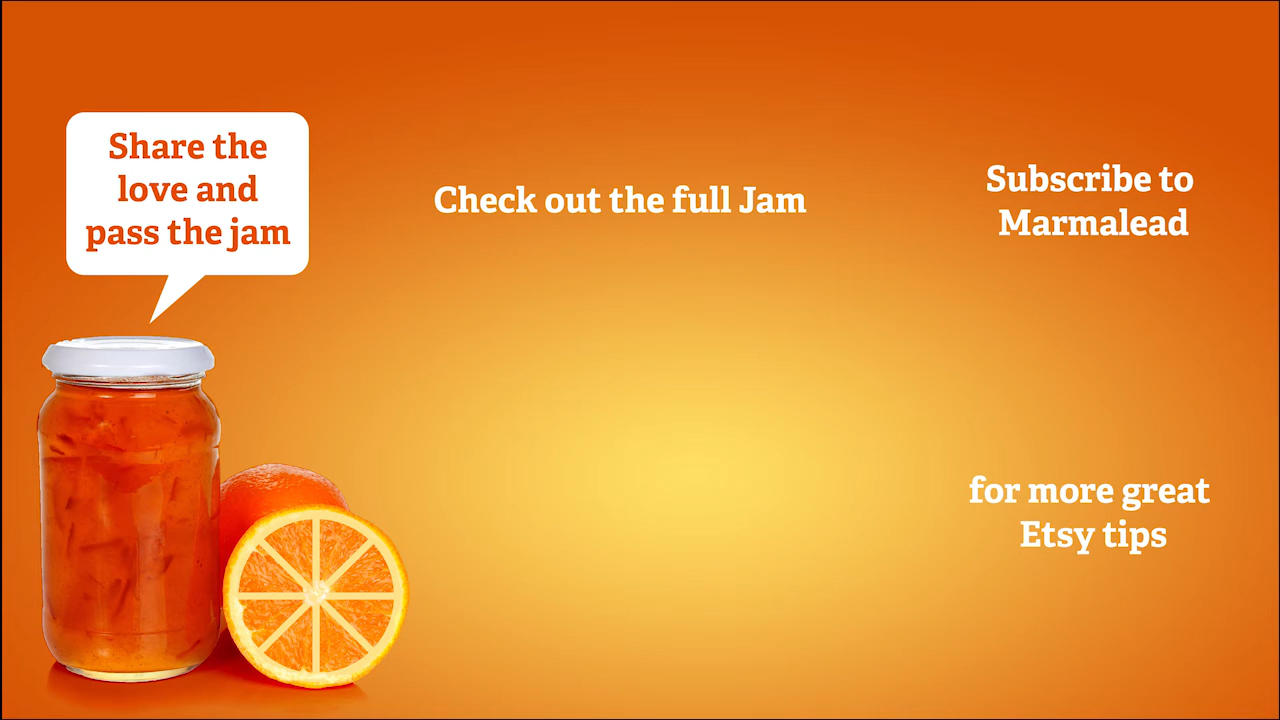 Share the
love and
pass the jam
Check out the full Jam
Subscribe to
Marmalead
for more great
Etsy tips